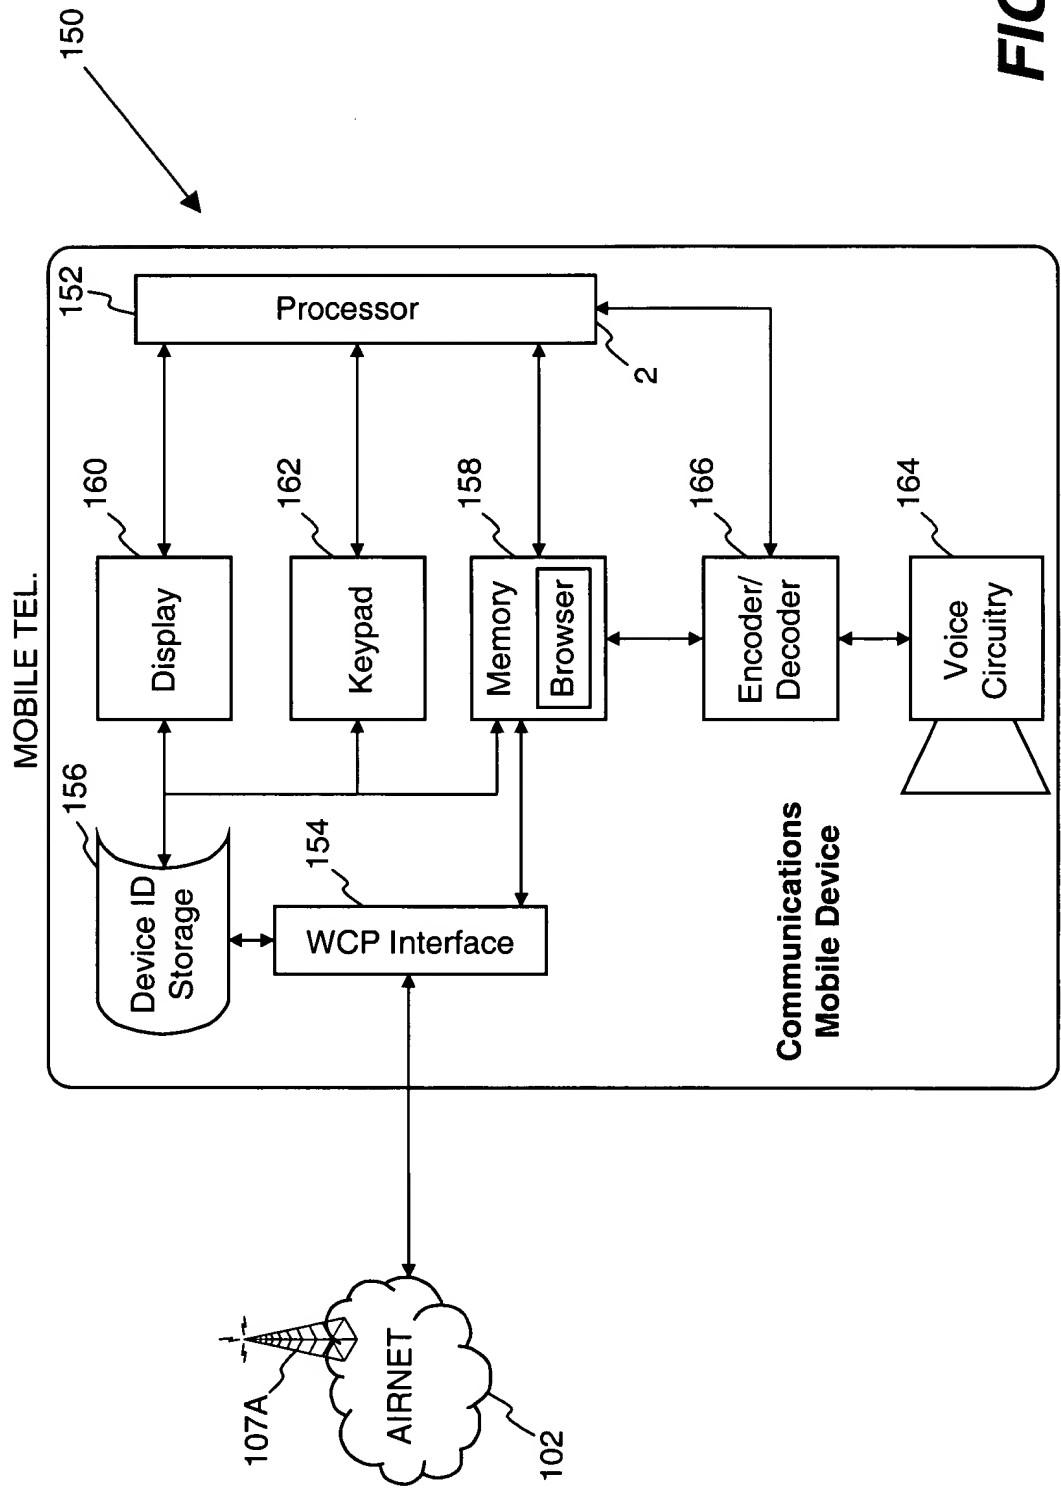 MOBILE TEL.
150
152
Processor
2
160
Display
162
Keypad
158
Memory
Browser
166
Encoder/
Decoder
164
Voice
Circuitry
156
Device ID
Storage
154
WCP Interface
Communications
Mobile Device
107A
AIRNET
102